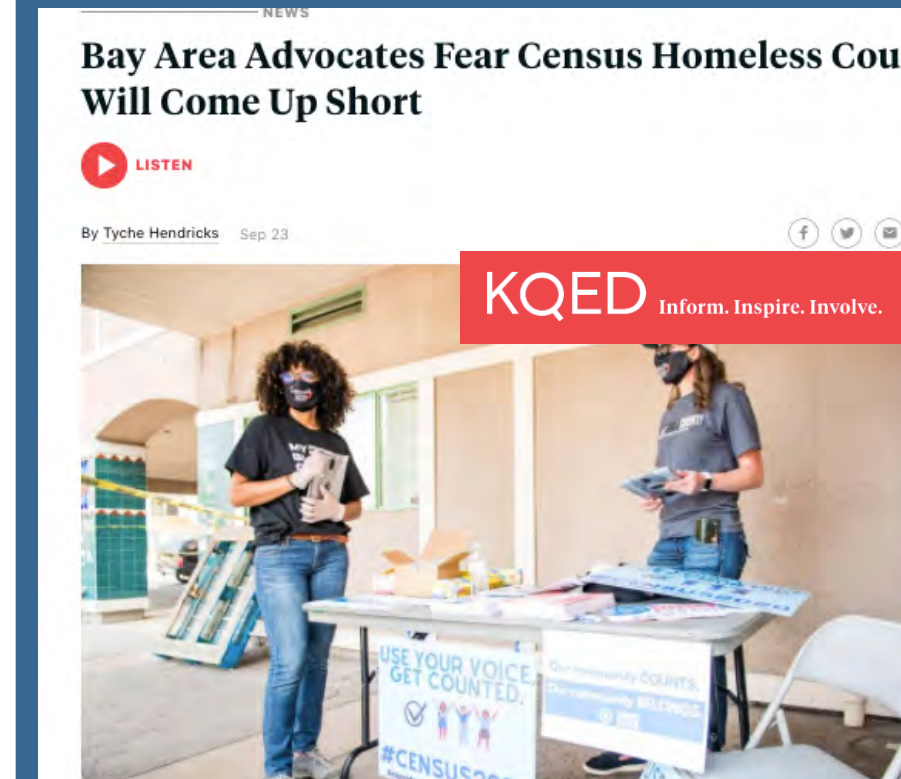 NEWS
Bay Area Advocates Fear Census Homeless Cou
Will Come Up Short
LISTEN
By Tyche Hendricks Sep 23
KQED Inform. Inspire. Involve.
USE YOUR VOICE,
GET COUNTED.
Our community COUNTS.
Our community BELONGS.
#CENSUS20